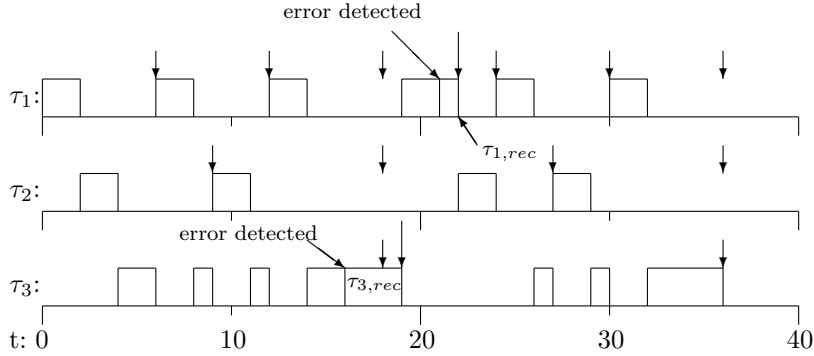 error detected
τ1:
τ1,rec
τ2:
error detected
τ3,rec
τ3:
t: 0 10 20 30 40